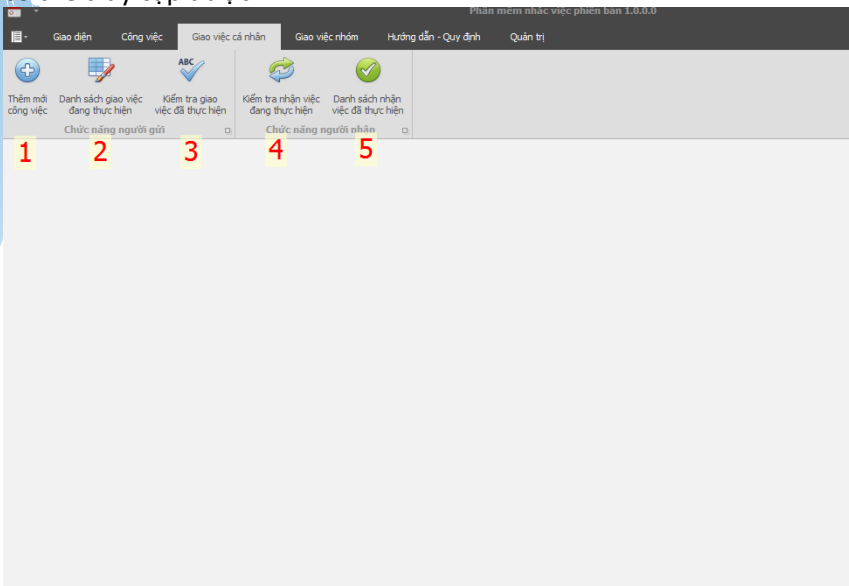 Phần mềm nhắc việc phiên bản 1.0.0.0
Giao diện Công việc Giao việc cá nhân Giao việc nhóm Hướng dẫn - Quy định Quản trị
ABC
Thêm mới công việc
Danh sách giao việc đang thực hiện
Kiểm tra giao việc đã thực hiện
Kiểm tra nhận việc đang thực hiện
Danh sách nhận việc đã thực hiện
Chức năng người gửi Chức năng người nhận
1 2 3 4 5